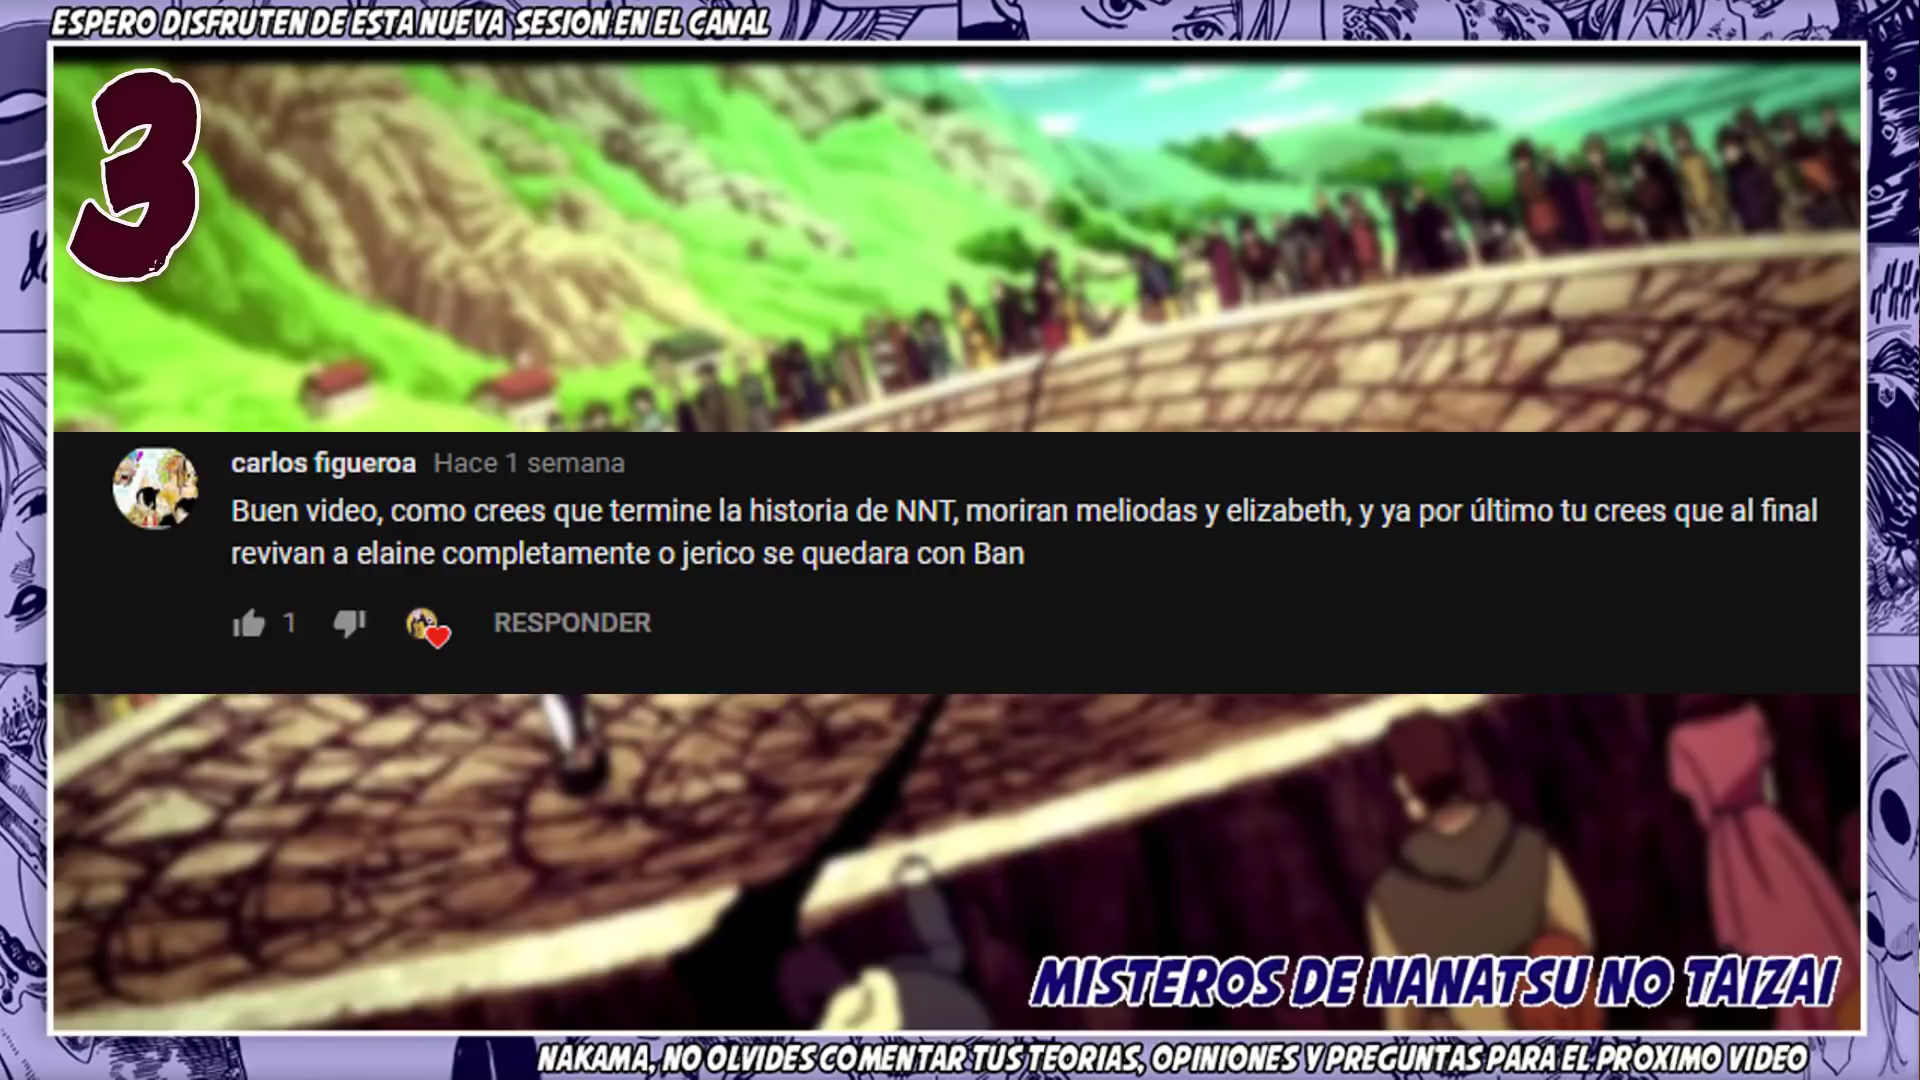 ESPERO DISFRUTEN DE ESTA NUEVA SESION EN EL CANAL
3
carlos figueroa Hace 1 semana
Buen video, como crees que termine la historia de NNT, moriran meliodas y elizabeth, y ya por último tu crees que al final
revivan a elaine completamente o jerico se quedara con Ban
1 RESPONDER
MISTEROS DE NANATSU NO TAIZAI
NAKAMA, NO OLVIDES COMENTAR TUS TEORIAS, OPINIONES Y PREGUNTAS PARA EL PROXIMO VIDEO